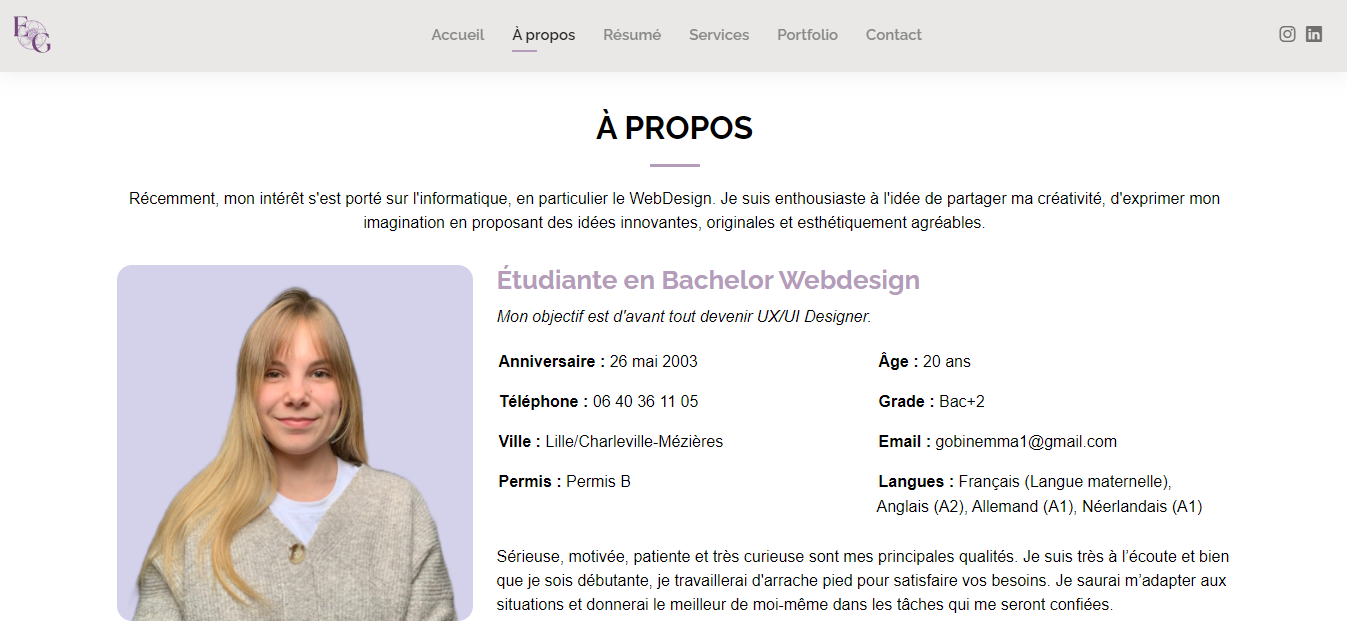 EG
Accueil À propos Résumé Services Portfolio Contact
À PROPOS
Récemment, mon intérêt s'est porté sur l'informatique, en particulier le WebDesign. Je suis enthousiaste à l'idée de partager ma créativité, d'exprimer mon
imagination en proposant des idées innovantes, originales et esthétiquement agréables.
Étudiante en Bachelor Webdesign
Mon objectif est d'avant tout devenir UX/UI Designer.
Anniversaire : 26 mai 2003
Âge : 20 ans
Téléphone : 06 40 36 11 05
Grade : Bac+2
Ville : Lille/Charleville-Mézières
Email : gobinemma1@gmail.com
Permis : Permis B
Langues : Français (Langue maternelle),
Anglais (A2), Allemand (A1), Néerlandais (A1)
Sérieuse, motivée, patiente et très curieuse sont mes principales qualités. Je suis très à l’écoute et bien
que je sois débutante, je travaillerai d'arrache pied pour satisfaire vos besoins. Je saurai m’adapter aux
situations et donnerai le meilleur de moi-même dans les tâches qui me seront confiées.